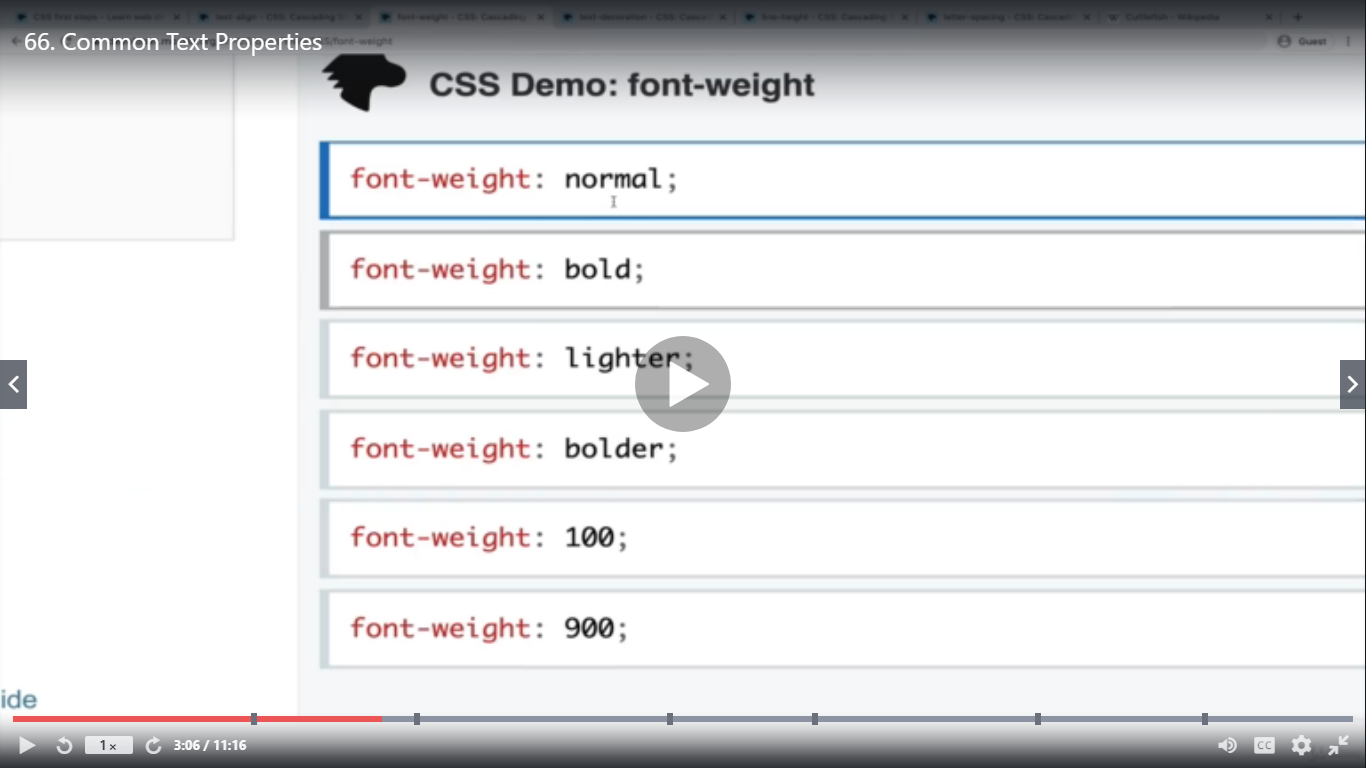 CSS first steps - Learn web
text-align - CSS: Cascading
font-weight - CSS: Cascading
text-decoration - CSS: Casca
line-height - CSS: Cascading
letter-spacing - CSS: Cascad
Cuttlefish - Wikipedia
66. Common Text Properties
/font-weight
Guest
CSS Demo: font-weight
font-weight: normal;
font-weight: bold;
font-weight: lighter;
font-weight: bolder;
font-weight: 100;
font-weight: 900;
ide
1x
3:06 / 11:16
CC